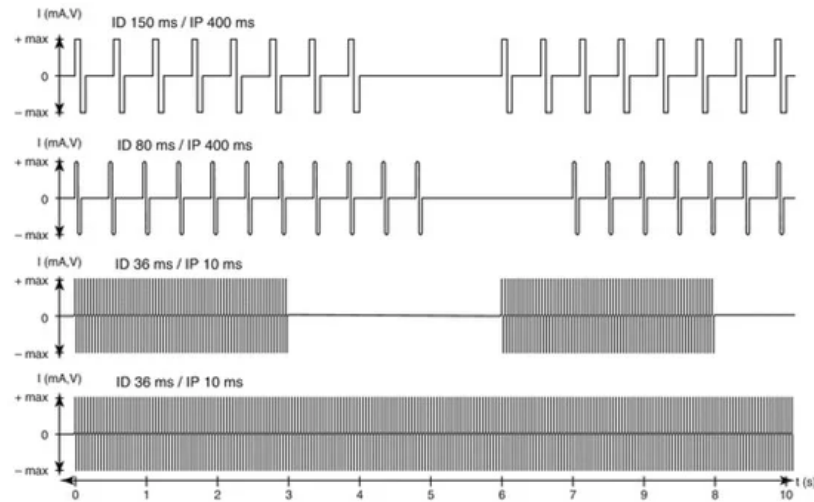 I (mA,V)
ID 150 ms / IP 400 ms
+ max
0
– max
I (mA,V)
ID 80 ms / IP 400 ms
+ max
0
– max
I (mA,V)
ID 36 ms / IP 10 ms
+ max
0
– max
I (mA,V)
ID 36 ms / IP 10 ms
+ max
0
– max
t (s)
0 1 2 3 4 5 6 7 8 9 10